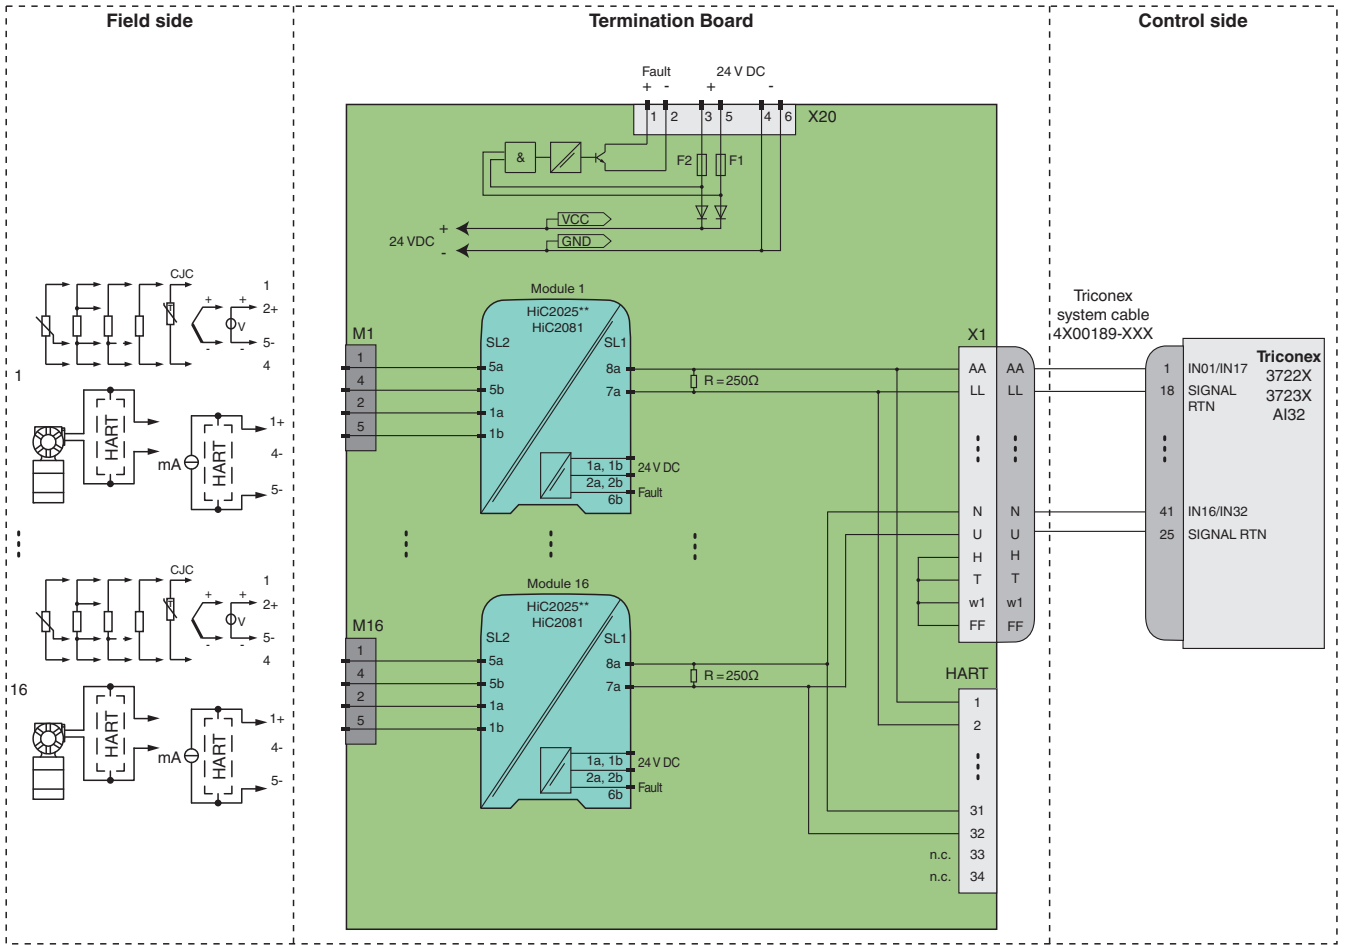 Field side
Termination Board
Control side
Fault
24 V DC
+ - + -
1 2 3 5 4 6 X20
&
F2 F1
VCC
+
24 VDC
GND
-
CJC
1
+ + 2+
V
- - 5-
4
1
HART
mA
HART
1+
4-
5-
CJC
1
+ + 2+
V
- - 5-
4
16
HART
mA
HART
1+
4-
5-
M1
1
4
2
5
Module 1
HiC2025**
HiC2081
SL2 SL1
5a 8a
5b 7a
1a
1b
R = 250Ω
1a, 1b 24 V DC
2a, 2b
6b Fault
M16
1
4
2
5
Module 16
HiC2025**
HiC2081
SL2 SL1
5a 8a
5b 7a
1a
1b
R = 250Ω
1a, 1b 24 V DC
2a, 2b
6b Fault
X1
AA AA
LL LL
N N
U U
H H
T T
w1 w1
FF FF
HART
1
2
31
32
n.c. 33
n.c. 34
Triconex
system cable
4X00189-XXX
1 IN01/IN17
18 SIGNAL
RTN
41 IN16/IN32
25 SIGNAL RTN
Triconex
3722X
3723X
AI32